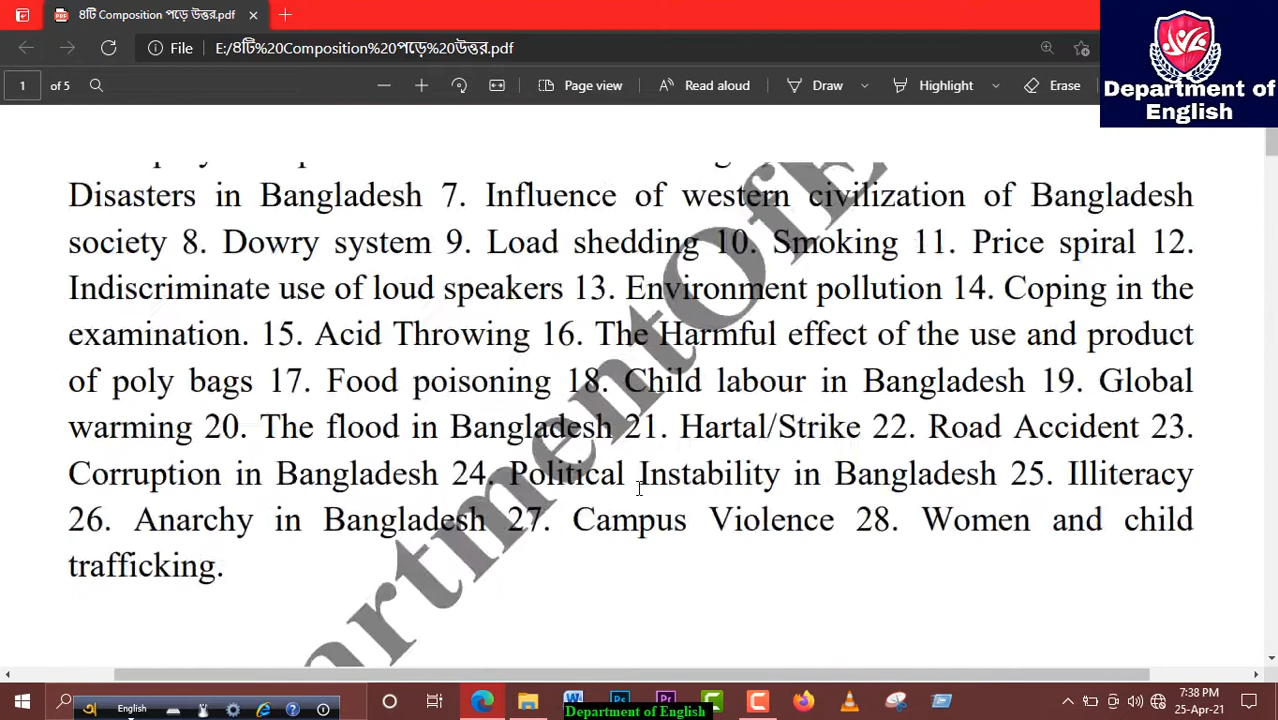 8টি Composition পড়ে উত্তর.pdf
File E:/8টি%20Composition%20পড়ে%20উত্তর.pdf
1 of 5 Page view Read aloud Draw Highlight Erase
Department of
English
Disasters in Bangladesh 7. Influence of western civilization of Bangladesh
society 8. Dowry system 9. Load shedding 10. Smoking 11. Price spiral 12.
Indiscriminate use of loud speakers 13. Environment pollution 14. Coping in the
examination. 15. Acid Throwing 16. The Harmful effect of the use and product
of poly bags 17. Food poisoning 18. Child labour in Bangladesh 19. Global
warming 20. The flood in Bangladesh 21. Hartal/Strike 22. Road Accident 23.
Corruption in Bangladesh 24. Political Instability in Bangladesh 25. Illiteracy
26. Anarchy in Bangladesh 27. Campus Violence 28. Women and child
trafficking.
English
Department of English
7:38 PM
25-Apr-21